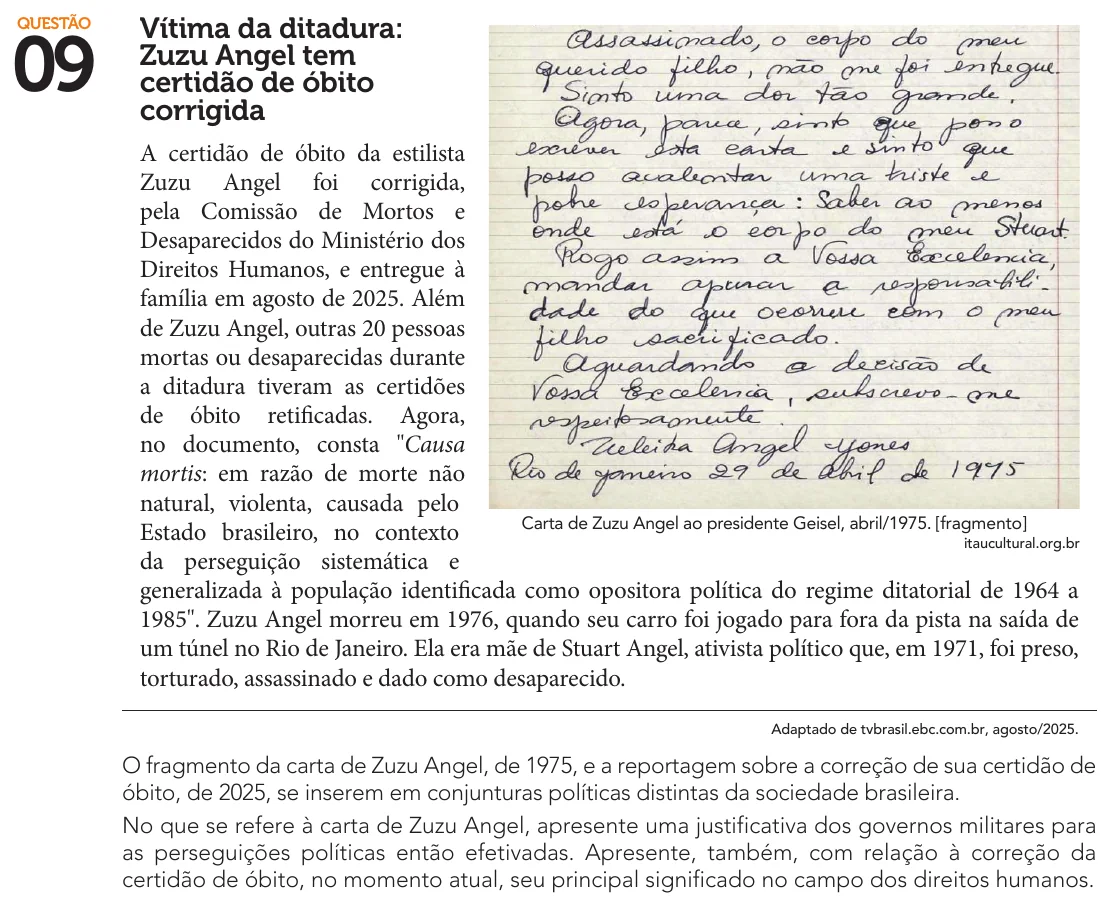 QUESTÃO
09
Vítima da ditadura:
Zuzu Angel tem
certidão de óbito
corrigida
A certidão de óbito da estilista
Zuzu Angel foi corrigida,
pela Comissão de Mortos e
Desaparecidos do Ministério dos
Direitos Humanos, e entregue à
família em agosto de 2025. Além
de Zuzu Angel, outras 20 pessoas
mortas ou desaparecidas durante
a ditadura tiveram as certidões
de óbito retificadas. Agora,
no documento, consta "Causa
mortis: em razão de morte não
natural, violenta, causada pelo
Estado brasileiro, no contexto
da perseguição sistemática e
generalizada à população identificada como opositora política do regime ditatorial de 1964 a
1985". Zuzu Angel morreu em 1976, quando seu carro foi jogado para fora da pista na saída de
um túnel no Rio de Janeiro. Ela era mãe de Stuart Angel, ativista político que, em 1971, foi preso,
torturado, assassinado e dado como desaparecido.
Assassinado, o corpo do meu
querido filho, não me foi entregue.
Sinto uma dor tão grande.
Agora, parece, sinto que posso
escrever esta carta e sinto que
posso acalentar uma triste e
pobre esperança: Saber ao menos
onde está o corpo do meu Stuart.
Rogo assim a Vossa Excelencia,
mandar apurar a responsabili-
dade do que ocorreu com o meu
filho sacrificado.
Aguardando a decisão de
Vossa Excelencia, subscrevo-me
respeitosamente
Zuleika Angel Jones
Rio de janeiro 29 de abril de 1975
Carta de Zuzu Angel ao presidente Geisel, abril/1975. [fragmento]
itaucultural.org.br
Adaptado de tvbrasil.ebc.com.br, agosto/2025.
O fragmento da carta de Zuzu Angel, de 1975, e a reportagem sobre a correção de sua certidão de
óbito, de 2025, se inserem em conjunturas políticas distintas da sociedade brasileira.
No que se refere à carta de Zuzu Angel, apresente uma justificativa dos governos militares para
as perseguições políticas então efetivadas. Apresente, também, com relação à correção da
certidão de óbito, no momento atual, seu principal significado no campo dos direitos humanos.